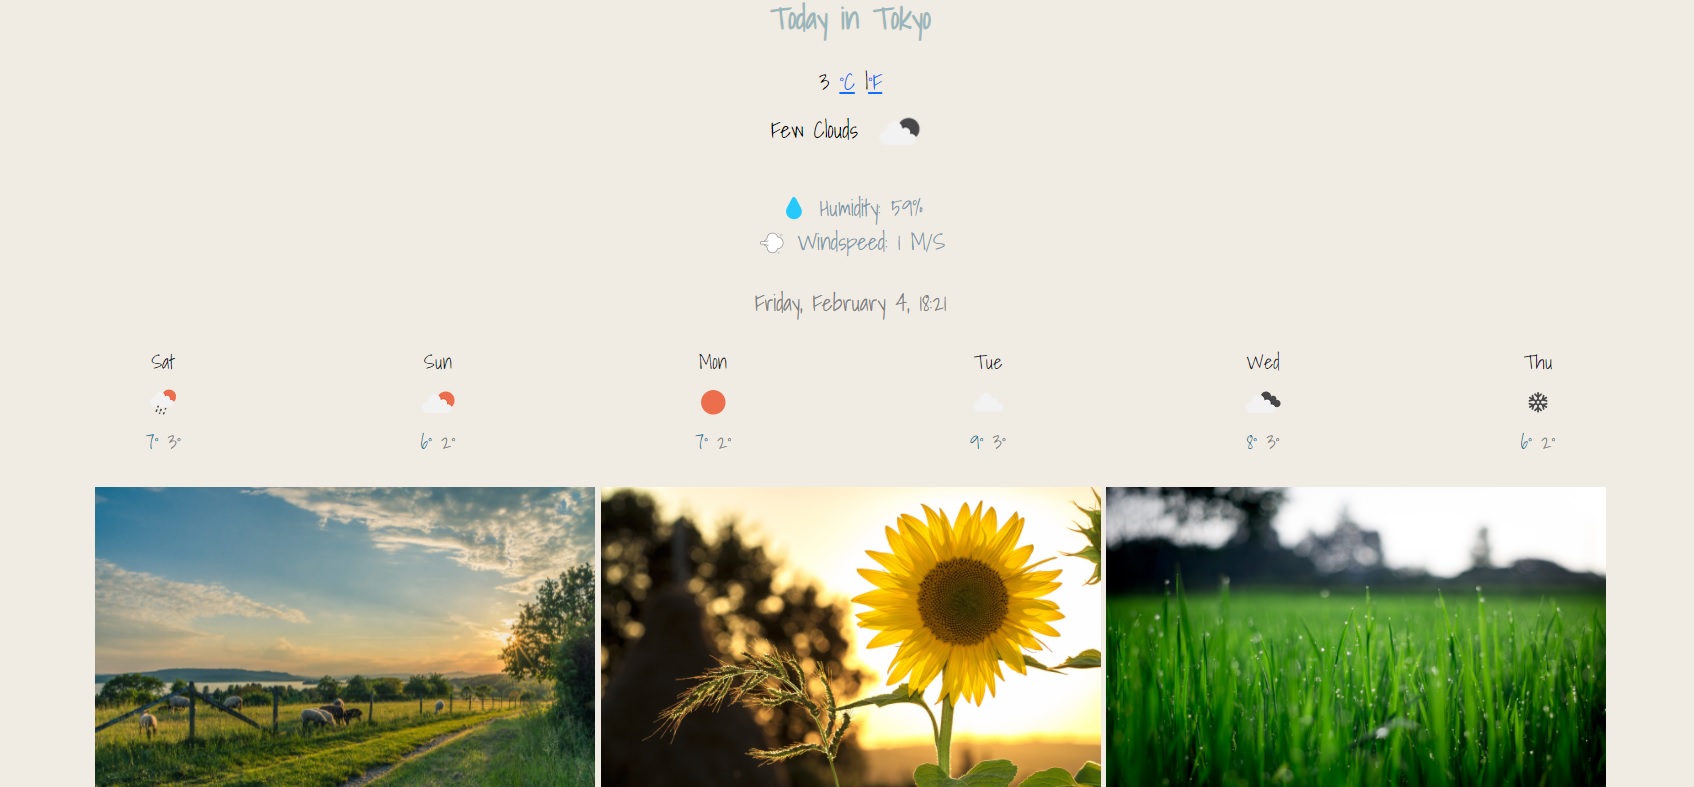 Today in Tokyo
3 °C |°F
Few Clouds
Humidity: 59%
Windspeed: 1 M/S
Friday, February 4, 18:21
Sat Sun Mon Tue Wed Thu
7° 3° 6° 2° 7° 2° 9° 3° 8° 3° 6° 2°